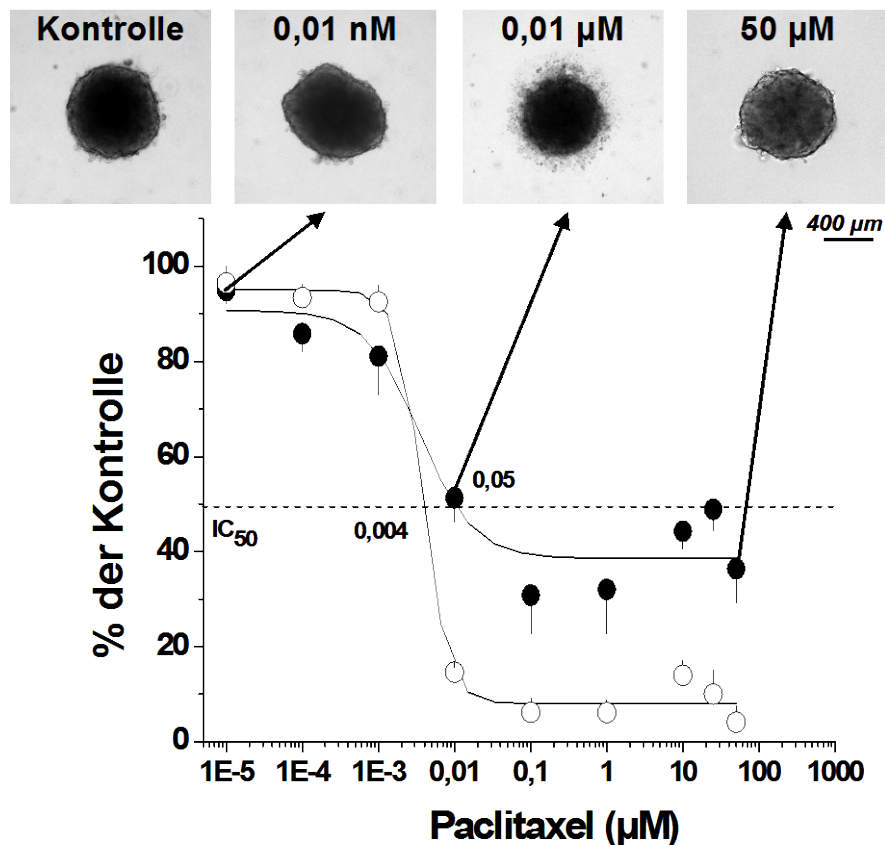 Kontrolle
0,01 nM
0,01 µM
50 µM
400 µm
100
80
60
40
20
0
% der Kontrolle
0,05
IC50
0,004
1E-5 1E-4 1E-3 0,01 0,1 1 10 100 1000
Paclitaxel (µM)